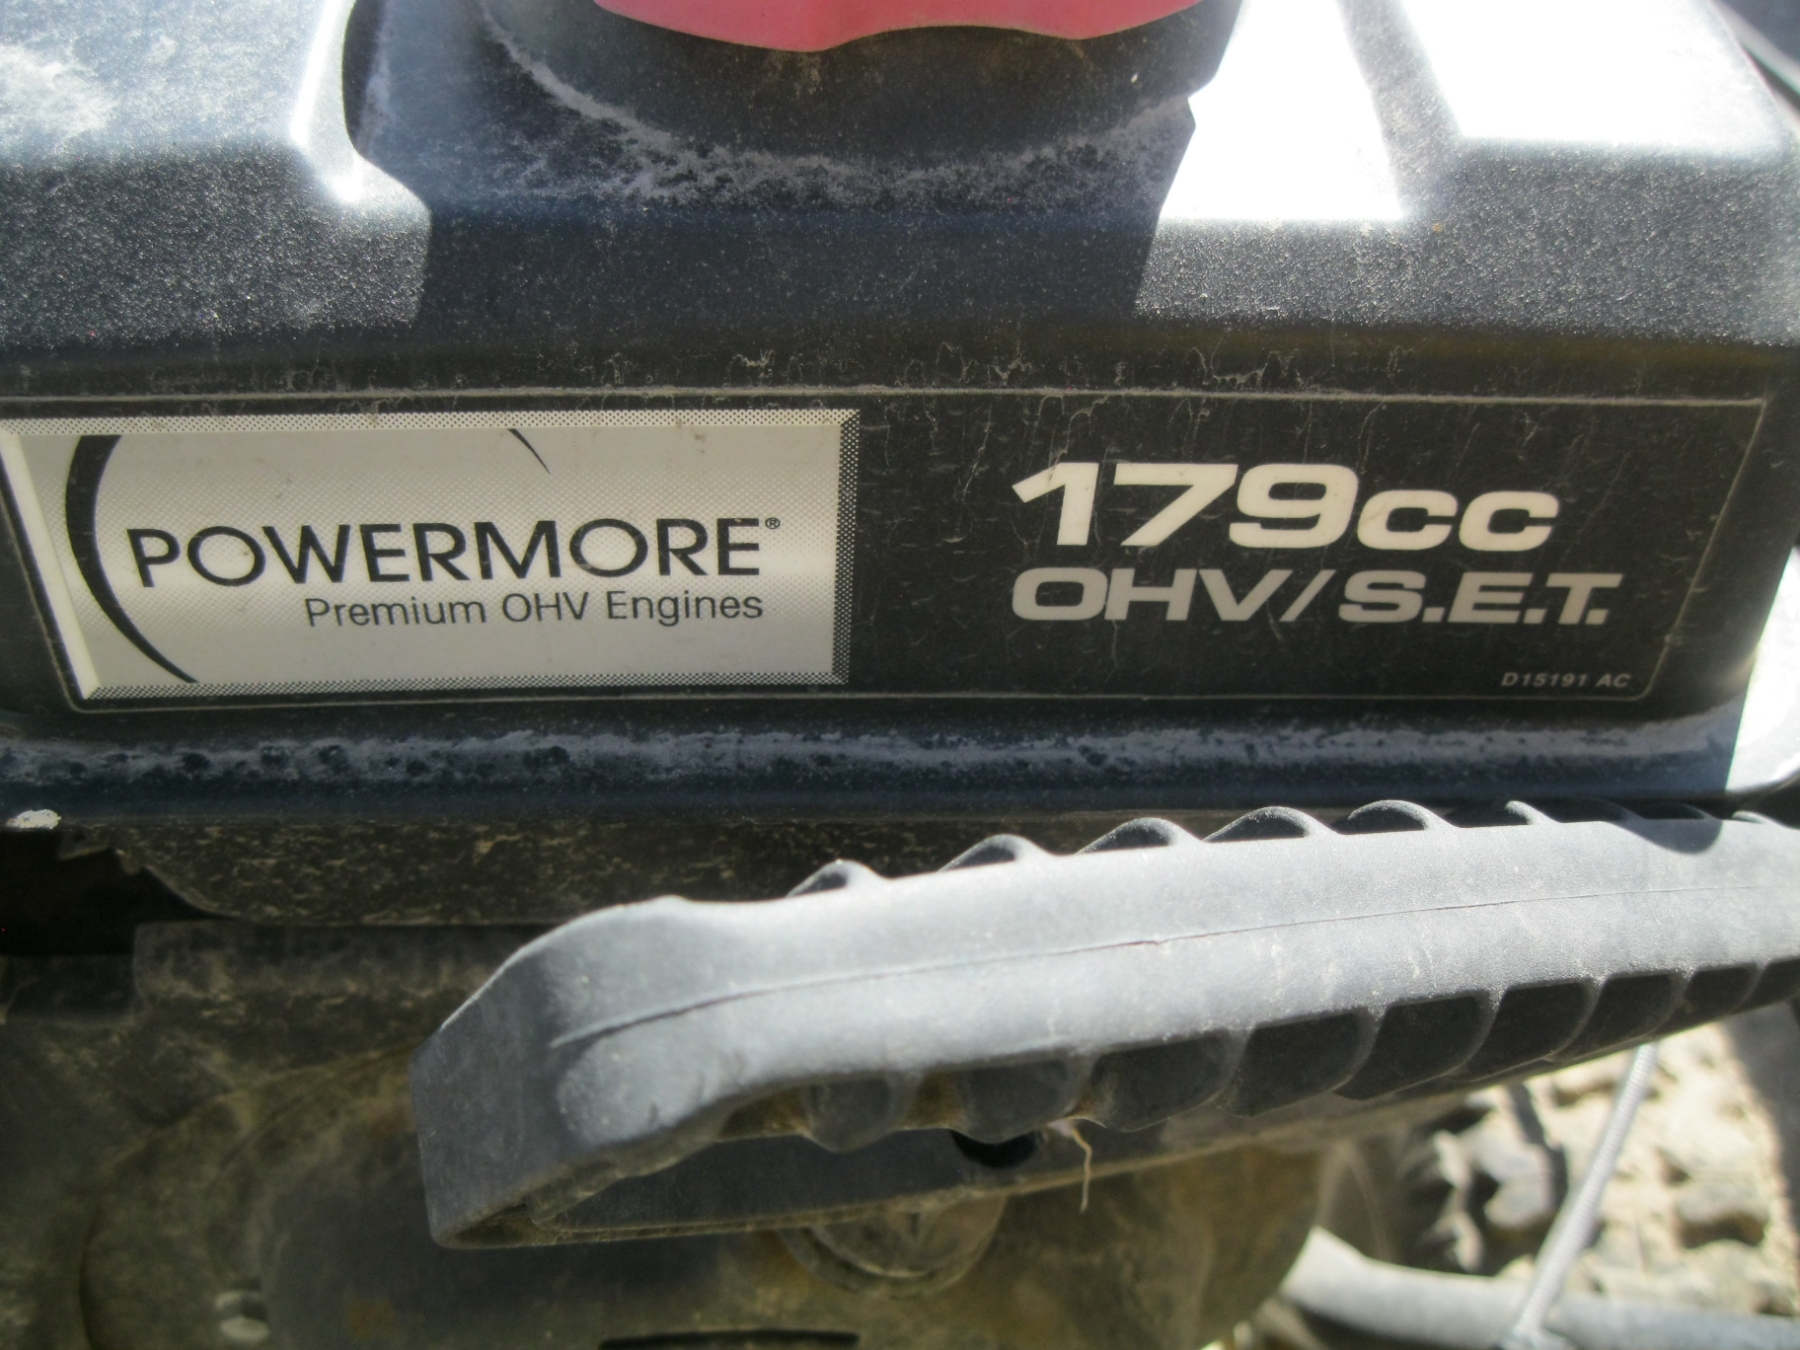 POWERMORE®
Premium OHV Engines
179cc
OHV/S.E.T.
D15191 AC